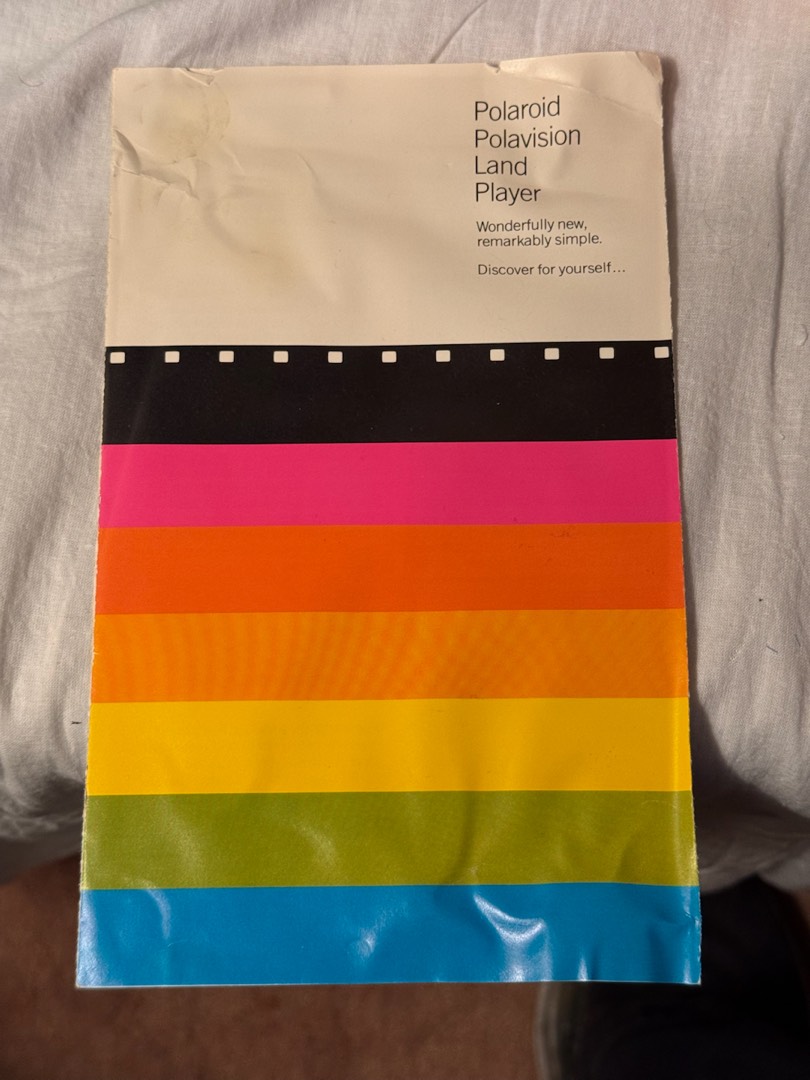 Polaroid
Polavision
Land
Player
Wonderfully new,
remarkably simple.
Discover for yourself...